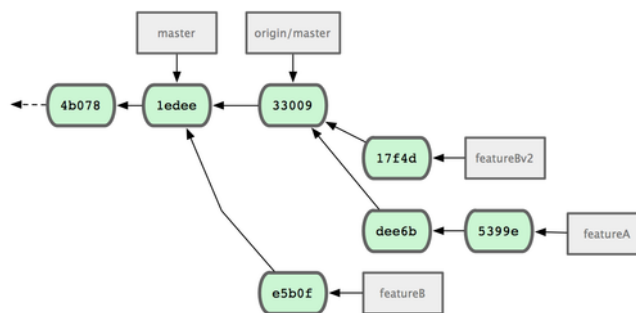 master
origin/master
4b078
1edee
33009
17f4d
featureBv2
dee6b
5399e
featureA
e5b0f
featureB